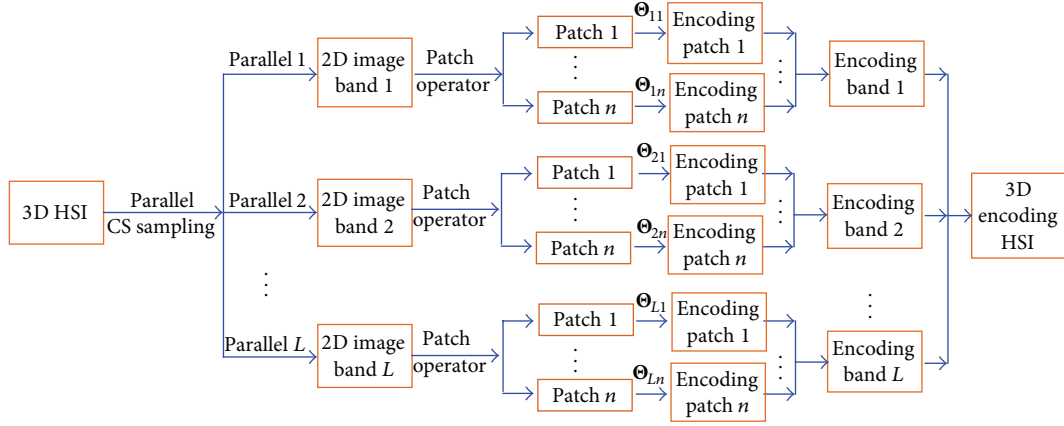 3D HSI
Parallel
CS sampling
Parallel 1
2D image
band 1
Patch
operator
Patch 1
⋮
Patch n
Θ11
Θ1n
Encoding
patch 1
⋮
Encoding
patch n
Encoding
band 1
Parallel 2
2D image
band 2
Patch
operator
Patch 1
⋮
Patch n
Θ21
Θ2n
Encoding
patch 1
⋮
Encoding
patch n
Encoding
band 2
⋮
Parallel L
2D image
band L
Patch
operator
Patch 1
⋮
Patch n
ΘL1
ΘLn
Encoding
patch 1
⋮
Encoding
patch n
⋮
Encoding
band L
3D
encoding
HSI